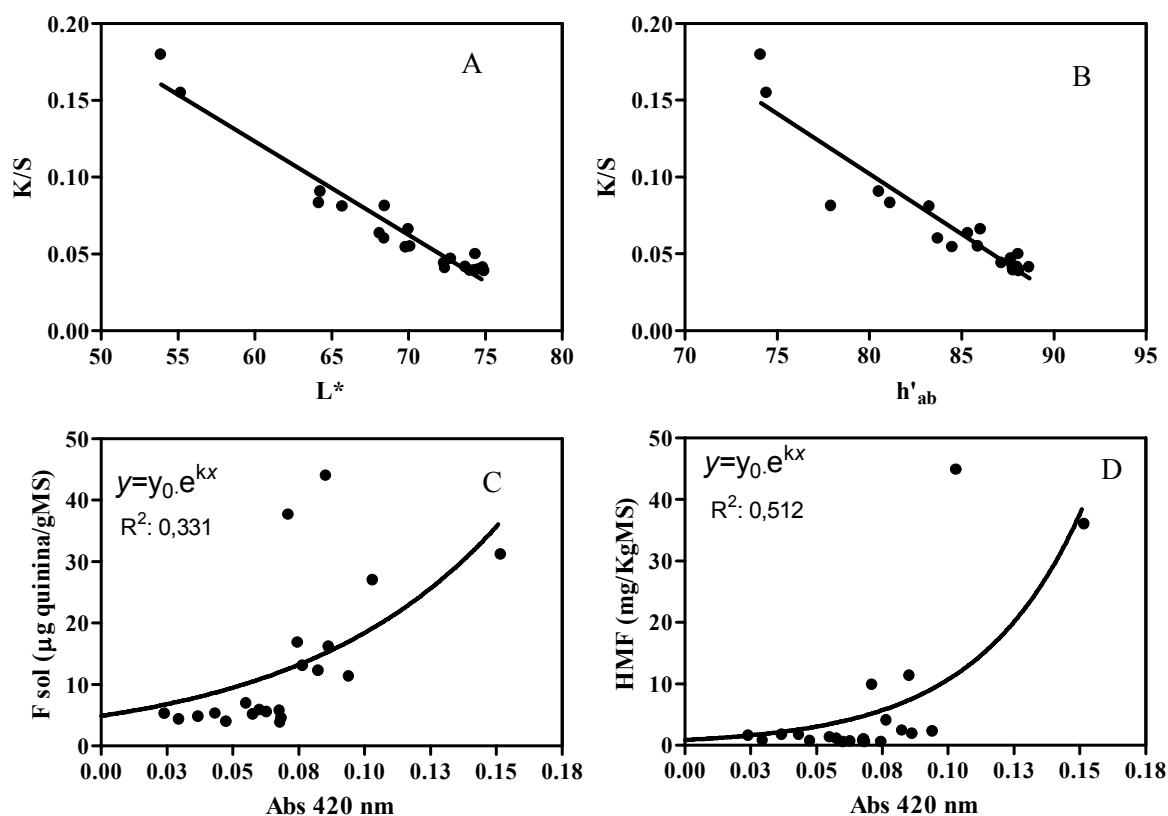 0.20
0.15
0.10
0.05
0.00
K/S
A
50 55 60 65 70 75 80
L*
0.20
0.15
0.10
0.05
0.00
K/S
B
70 75 80 85 90 95
h'ab
50
40
30
20
10
0
F sol (µg quinina/gMS)
y=y0.e^kx
R²: 0,331
C
0.00 0.03 0.05 0.08 0.10 0.13 0.15 0.18
Abs 420 nm
50
40
30
20
10
0
HMF (mg/KgMS)
y=y0.e^kx
R²: 0,512
D
0.00 0.03 0.05 0.08 0.10 0.13 0.15 0.18
Abs 420 nm